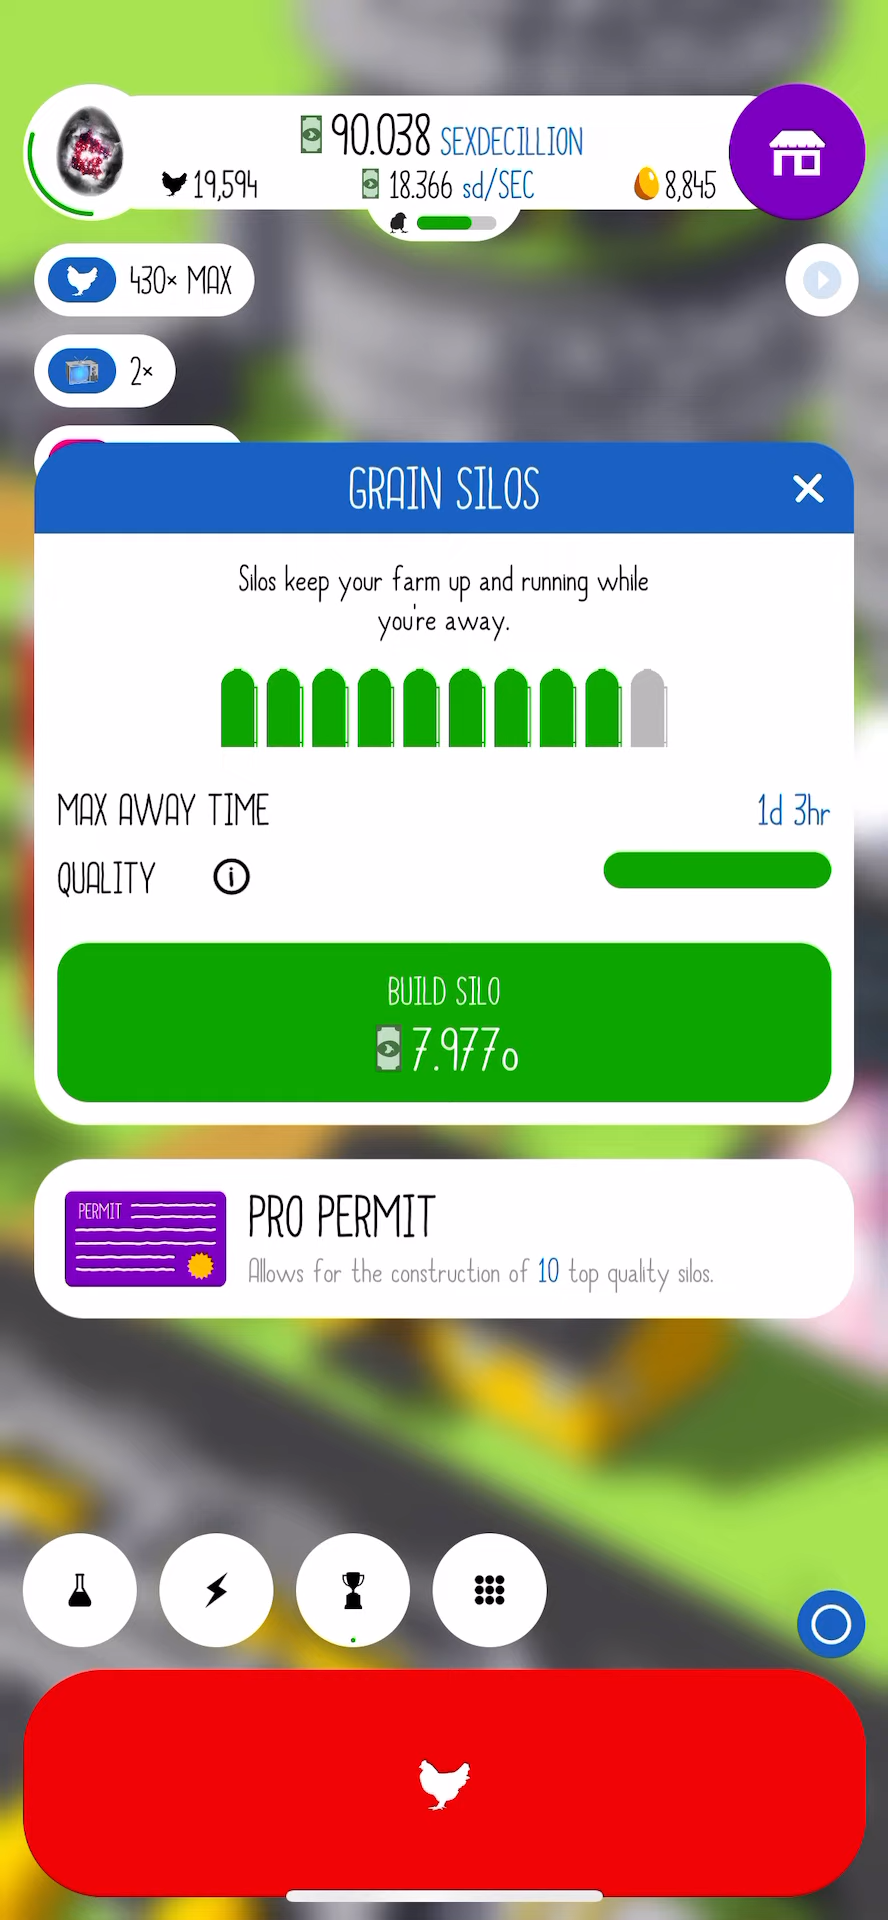 90.038 SEXDECILLION
19,594
18.366 sd/SEC
8,845
430× MAX
2×
GRAIN SILOS
Silos keep your farm up and running while
you're away.
MAX AWAY TIME
1d 3hr
QUALITY
i
BUILD SILO
7.977o
PERMIT
PRO PERMIT
Allows for the construction of 10 top quality silos.